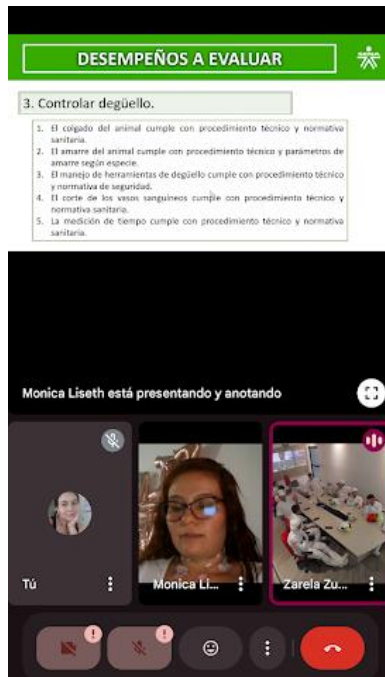 DESEMPEÑOS A EVALUAR
3. Controlar degüello.
1. El colgado del animal cumple con procedimiento técnico y normativa
sanitaria.
2. El amarre del animal cumple con procedimiento técnico y parámetros de
amarre según especie.
3. El manejo de herramientas de degüello cumple con procedimiento técnico
y normativa de seguridad.
4. El corte de los vasos sanguíneos cumple con procedimiento técnico y
normativa sanitaria.
5. La medición de tiempo cumple con procedimiento técnico y normativa
sanitaria.
Monica Liseth está presentando y anotando
Tú
Monica Li...
Zarela Zu...